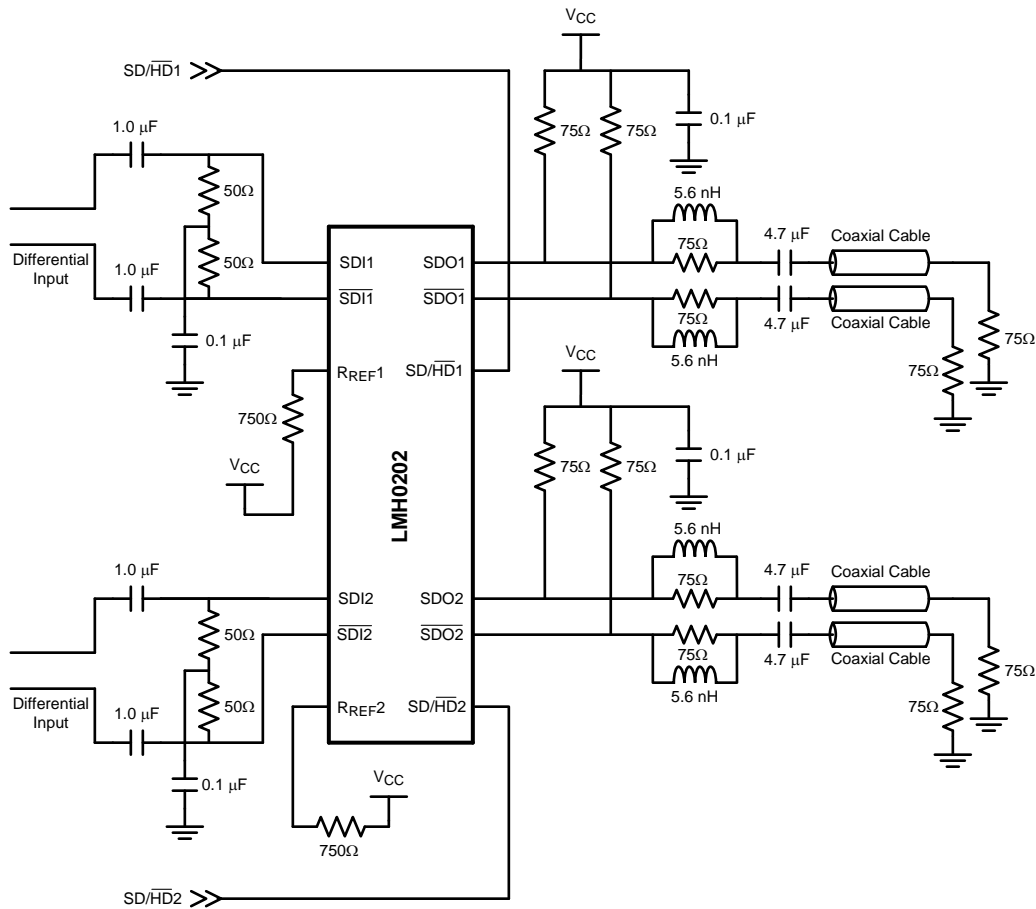 VCC
SD/HD1
1.0 µF
75Ω
75Ω
0.1 µF
50Ω
5.6 nH
Differential
Input
50Ω
1.0 µF
SDI1
SDO1
75Ω
4.7 µF
Coaxial Cable
SDI1
SDO1
75Ω
4.7 µF
Coaxial Cable
5.6 nH
75Ω
75Ω
0.1 µF
RREF1
SD/HD1
750Ω
VCC
VCC
75Ω
75Ω
0.1 µF
LMH0202
1.0 µF
5.6 nH
SDI2
SDO2
75Ω
4.7 µF
Coaxial Cable
50Ω
SDI2
SDO2
75Ω
4.7 µF
Coaxial Cable
5.6 nH
75Ω
75Ω
Differential
Input
50Ω
1.0 µF
RREF2
SD/HD2
0.1 µF
VCC
750Ω
SD/HD2